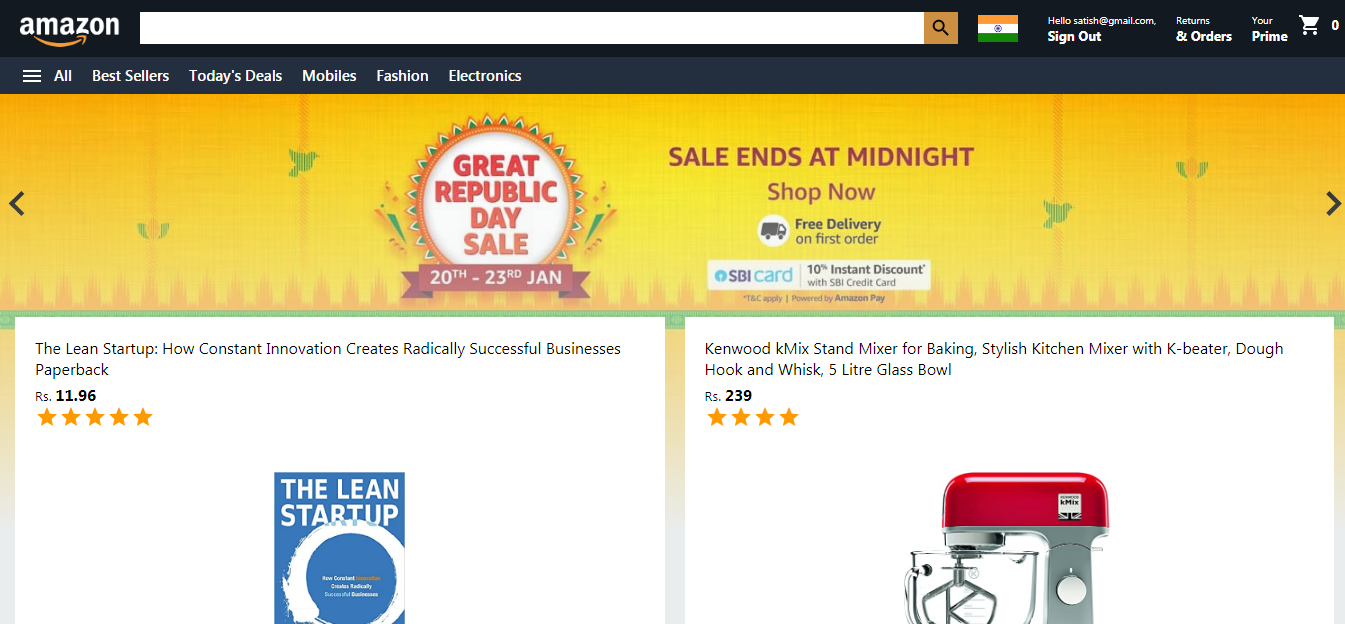 amazon
Hello satish@gmail.com,
Sign Out
Returns
& Orders
Your
Prime
0
All Best Sellers Today's Deals Mobiles Fashion Electronics
GREAT
REPUBLIC
DAY
SALE
20TH - 23RD JAN
SALE ENDS AT MIDNIGHT
Shop Now
Free Delivery
on first order
SBI card
10% Instant Discount*
with SBI Credit Card
*T&C apply | Powered by Amazon Pay
The Lean Startup: How Constant Innovation Creates Radically Successful Businesses
Paperback
Rs. 11.96
THE LEAN
STARTUP
How Constant Innovation
Creates Radically
Successful Businesses
Kenwood kMix Stand Mixer for Baking, Stylish Kitchen Mixer with K-beater, Dough
Hook and Whisk, 5 Litre Glass Bowl
Rs. 239
KENWOOD
kMix